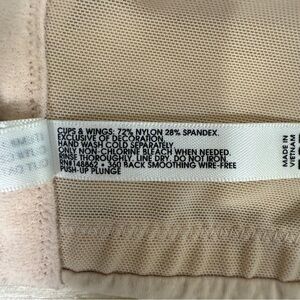 CUPS & WINGS: 72% NYLON 28% SPANDEX.
EXCLUSIVE OF DECORATION.
HAND WASH COLD SEPARATELY
ONLY NON-CHLORINE BLEACH WHEN NEEDED.
RINSE THOROUGHLY. LINE DRY. DO NOT IRON.
RN#148862 • 360 BACK SMOOTHING WIRE-FREE
PUSH-UP PLUNGE
MADE IN
VIETNAM